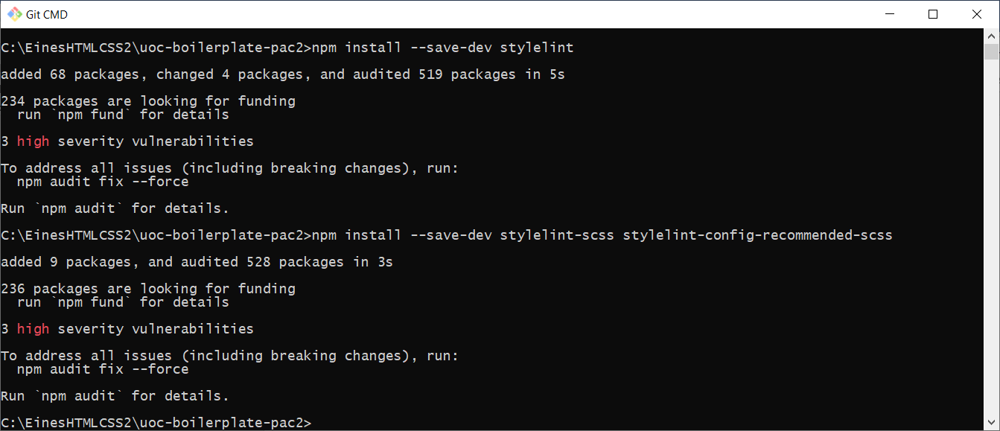 Git CMD
C:\EinesHTMLCSS2\uoc-boilerplate-pac2>npm install --save-dev stylelint
added 68 packages, changed 4 packages, and audited 519 packages in 5s
234 packages are looking for funding
  run `npm fund` for details
3 high severity vulnerabilities
To address all issues (including breaking changes), run:
  npm audit fix --force
Run `npm audit` for details.
C:\EinesHTMLCSS2\uoc-boilerplate-pac2>npm install --save-dev stylelint-scss stylelint-config-recommended-scss
added 9 packages, and audited 528 packages in 3s
236 packages are looking for funding
  run `npm fund` for details
3 high severity vulnerabilities
To address all issues (including breaking changes), run:
  npm audit fix --force
Run `npm audit` for details.
C:\EinesHTMLCSS2\uoc-boilerplate-pac2>